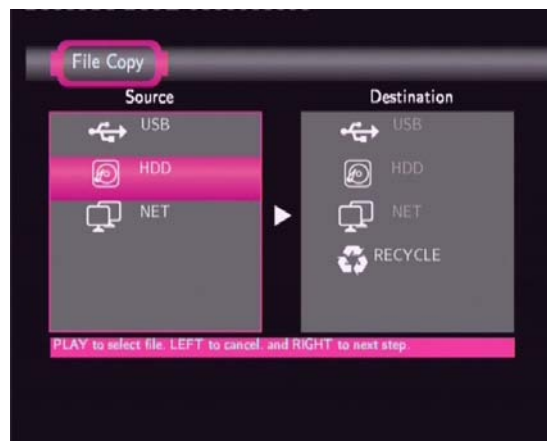 File Copy
Source
Destination
USB
HDD
NET
USB
HDD
NET
RECYCLE
PLAY to select file. LEFT to cancel. and RIGHT to next step.